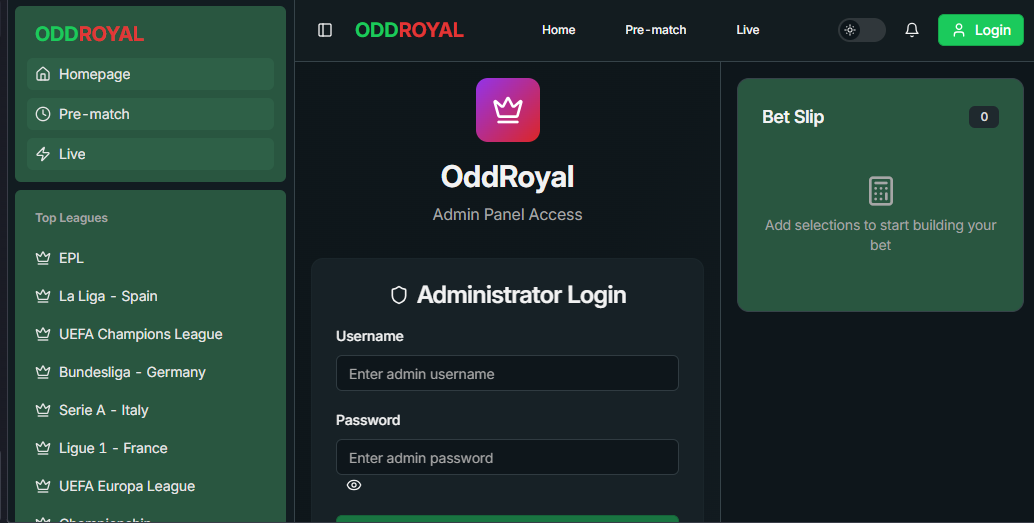 ODDROYAL
Homepage
Pre-match
Live
Top Leagues
EPL
La Liga - Spain
UEFA Champions League
Bundesliga - Germany
Serie A - Italy
Ligue 1 - France
UEFA Europa League
Championship
ODDROYAL
Home
Pre-match
Live
Login
OddRoyal
Admin Panel Access
Administrator Login
Username
Enter admin username
Password
Enter admin password
Bet Slip
0
Add selections to start building your
bet